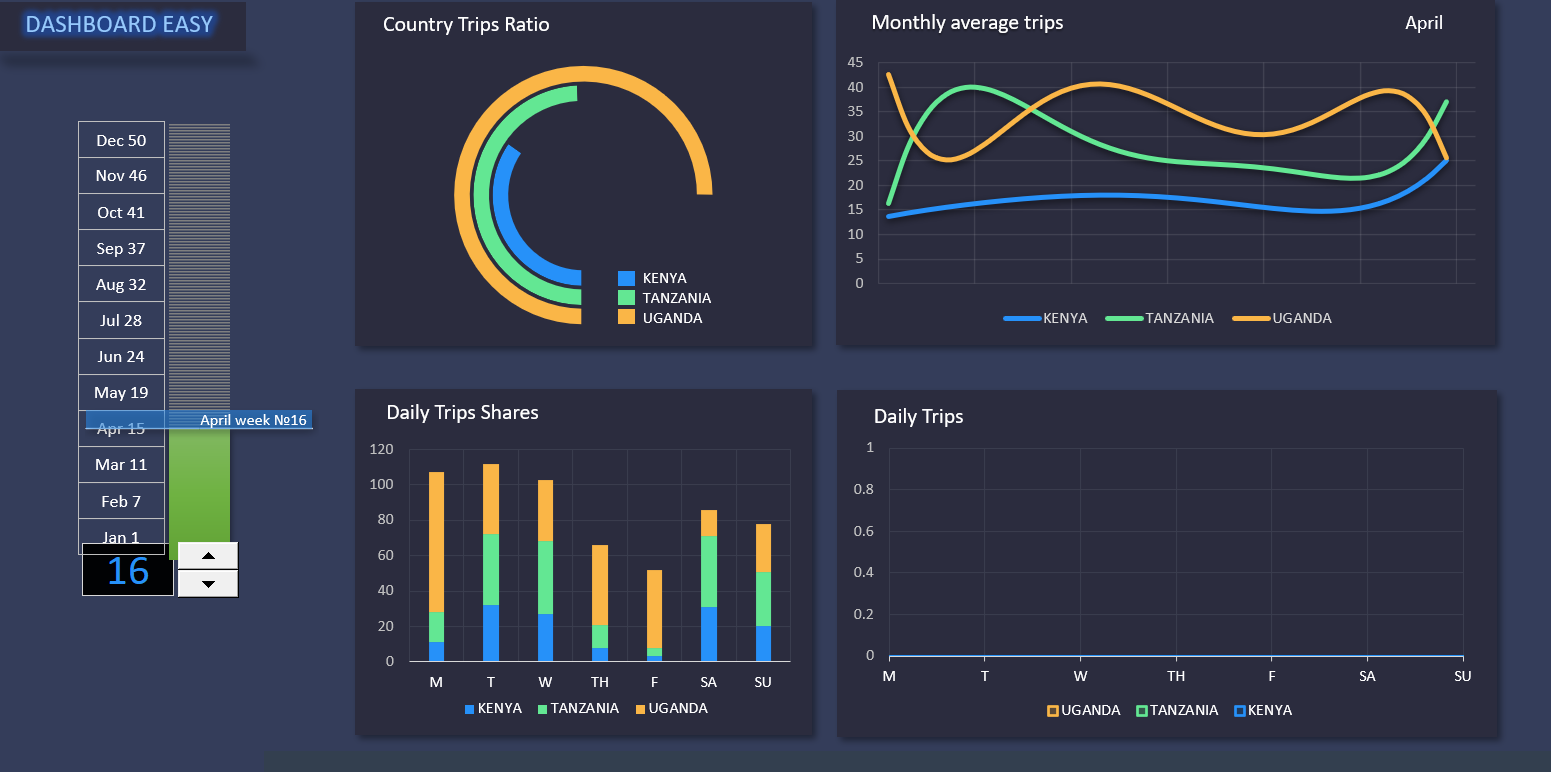 DASHBOARD EASY
Dec 50
Nov 46
Oct 41
Sep 37
Aug 32
Jul 28
Jun 24
May 19
April week №16
Apr 15
Mar 11
Feb 7
Jan 1
16
Country Trips Ratio
KENYA
TANZANIA
UGANDA
Monthly average trips April
45
40
35
30
25
20
15
10
5
0
KENYA TANZANIA UGANDA
Daily Trips Shares
120
100
80
60
40
20
0
M T W TH F SA SU
KENYA TANZANIA UGANDA
Daily Trips
1
0.8
0.6
0.4
0.2
0
M T W TH F SA SU
UGANDA TANZANIA KENYA